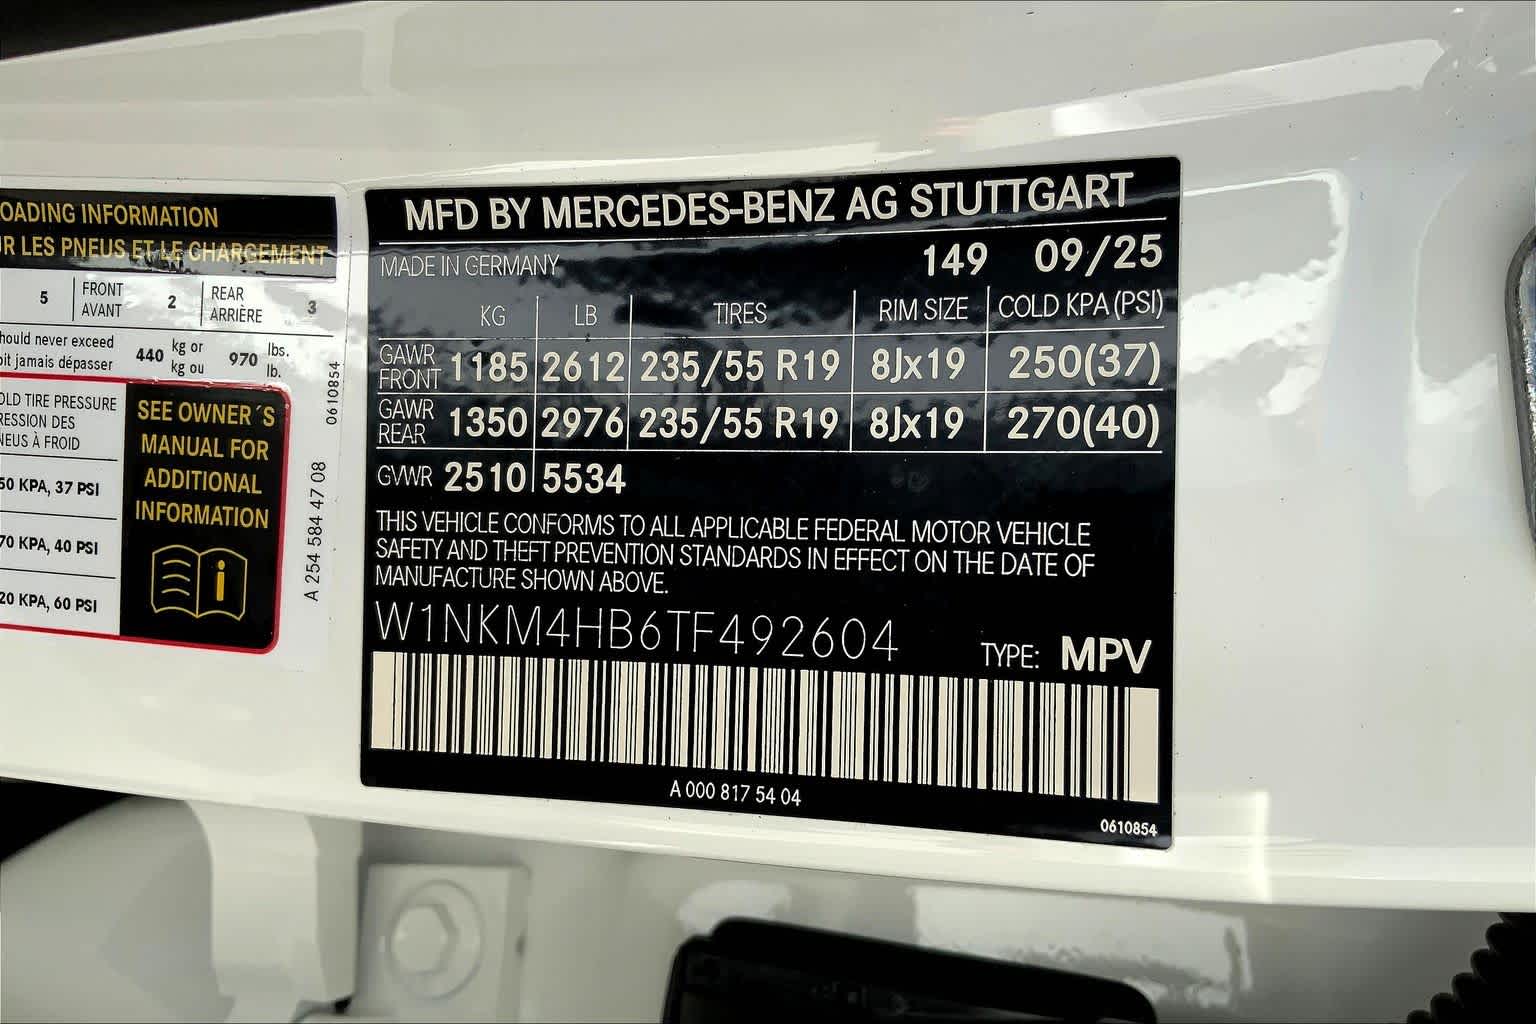 OADING INFORMATION
R LES PNEUS ET LE CHARGEMENT
5 FRONT AVANT 2 REAR ARRIÈRE 3
hould never exceed 440 kg or 970 lbs.
oit jamais dépasser kg ou lb.
OLD TIRE PRESSURE
RESSION DES
NEUS À FROID
50 KPA, 37 PSI
70 KPA, 40 PSI
20 KPA, 60 PSI
SEE OWNER´S
MANUAL FOR
ADDITIONAL
INFORMATION
i
0610854
A 254 584 47 08
MFD BY MERCEDES-BENZ AG STUTTGART
MADE IN GERMANY 149 09/25
KG LB TIRES RIM SIZE COLD KPA (PSI)
GAWR FRONT 1185 2612 235/55 R19 8Jx19 250(37)
GAWR REAR 1350 2976 235/55 R19 8Jx19 270(40)
GVWR 2510 5534
THIS VEHICLE CONFORMS TO ALL APPLICABLE FEDERAL MOTOR VEHICLE
SAFETY AND THEFT PREVENTION STANDARDS IN EFFECT ON THE DATE OF
MANUFACTURE SHOWN ABOVE.
W1NKM4HB6TF492604 TYPE: MPV
A 000 817 54 04
0610854